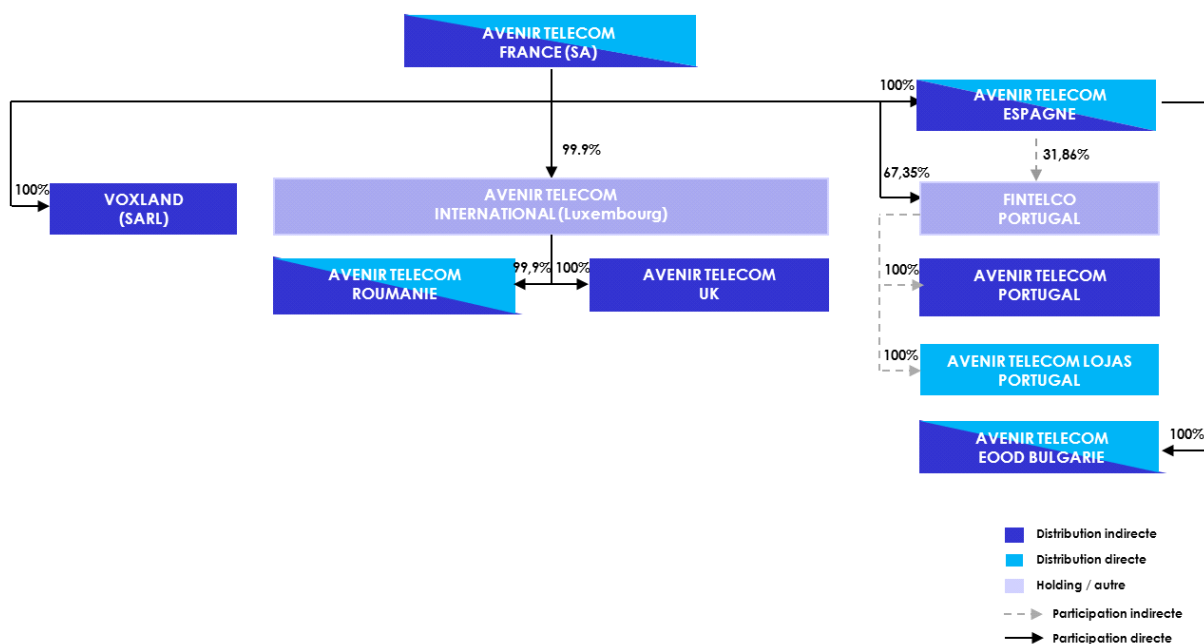 AVENIR TELECOM
FRANCE (SA)
100%
AVENIR TELECOM
ESPAGNE
99.9%
31,86%
67,35%
100%
VOXLAND
(SARL)
AVENIR TELECOM
INTERNATIONAL (Luxembourg)
FINTELCO
PORTUGAL
AVENIR TELECOM
ROUMANIE
99,9%
100%
AVENIR TELECOM
UK
100%
AVENIR TELECOM
PORTUGAL
100%
AVENIR TELECOM LOJAS
PORTUGAL
AVENIR TELECOM
EOOD BULGARIE
100%
Distribution indirecte
Distribution directe
Holding / autre
Participation indirecte
Participation directe